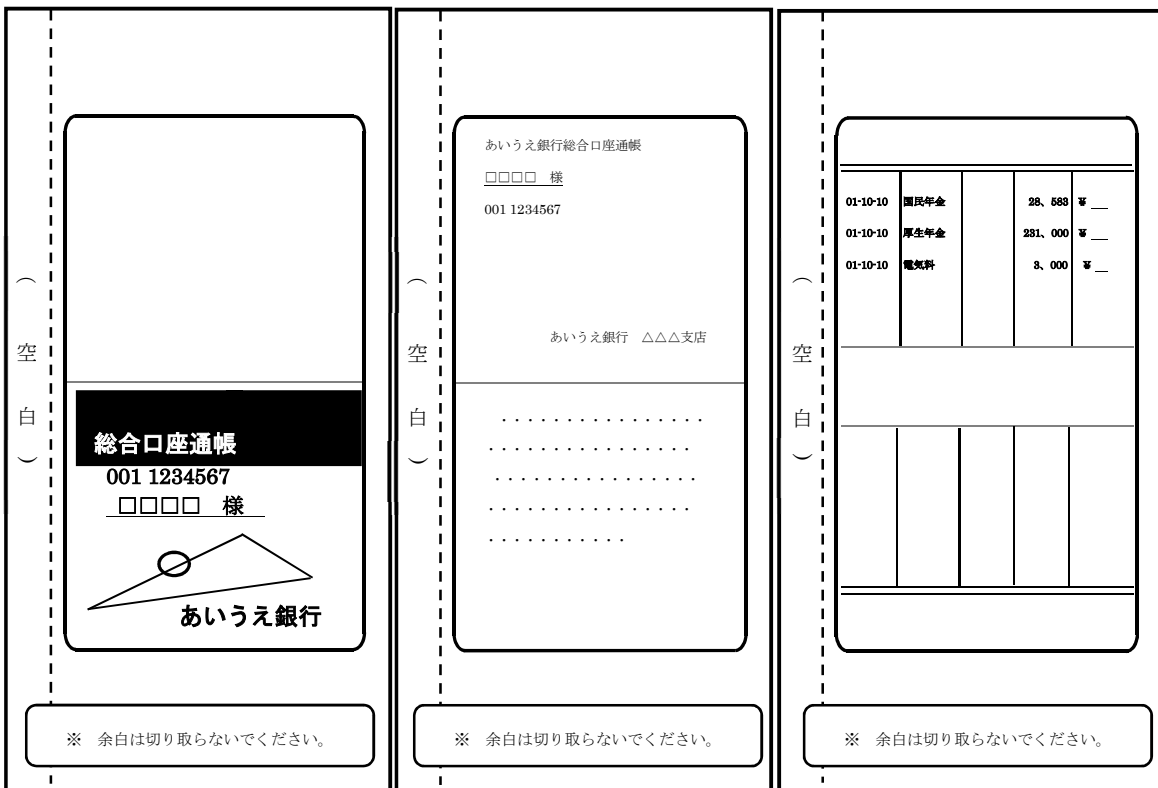 （空白）
総合口座通帳
001 1234567
□□□□　様
あいうえ銀行
※　余白は切り取らないでください。
（空白）
あいうえ銀行総合口座通帳
□□□□　様
001 1234567
あいうえ銀行　△△△支店
・・・・・・・・・・・・・・・・
・・・・・・・・・・・・・・・・
・・・・・・・・・・・・・・・・
・・・・・・・・・・・・・・・・
・・・・・・・・・・・
※　余白は切り取らないでください。
（空白）
01-10-10 国民年金 28、583 ¥ __
01-10-10 厚生年金 231、000 ¥ __
01-10-10 電気料 3、000 ¥ __
※　余白は切り取らないでください。